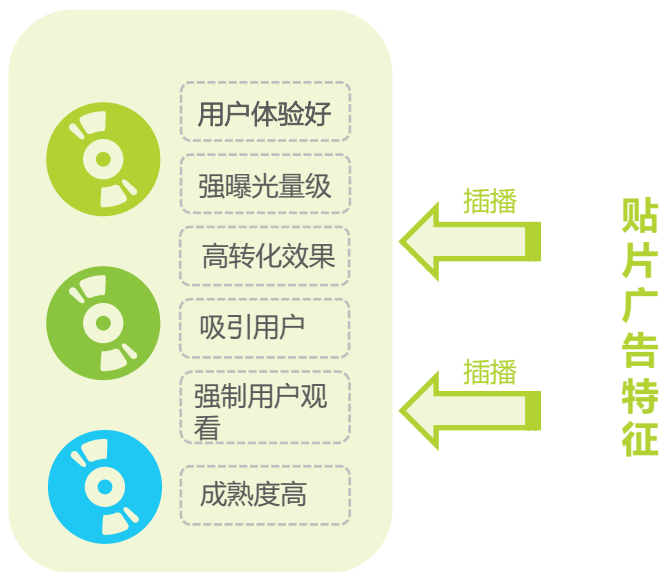 用户体验好
强曝光量级
高转化效果
吸引用户
强制用户观
看
成熟度高
插播
插播
贴片广告特征